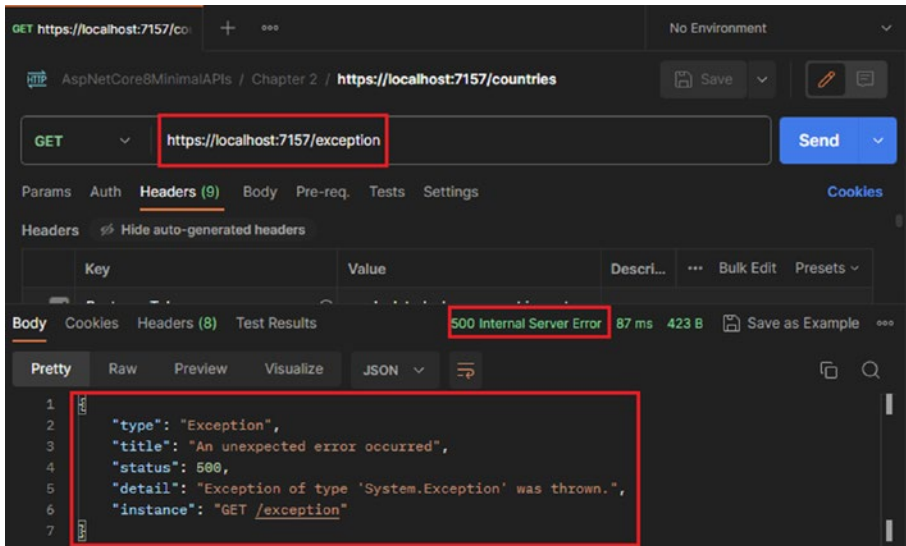 GET https://localhost:7157/co
No Environment
HTTP AspNetCore8MinimalAPIs / Chapter 2 / https://localhost:7157/countries
Save
GET https://localhost:7157/exception Send
Params Auth Headers (9) Body Pre-req. Tests Settings Cookies
Headers Hide auto-generated headers
Key Value Descri... Bulk Edit Presets
Body Cookies Headers (8) Test Results 500 Internal Server Error 87 ms 423 B Save as Example
Pretty Raw Preview Visualize JSON
1 {
2 "type": "Exception",
3 "title": "An unexpected error occurred",
4 "status": 500,
5 "detail": "Exception of type 'System.Exception' was thrown.",
6 "instance": "GET /exception"
7 }